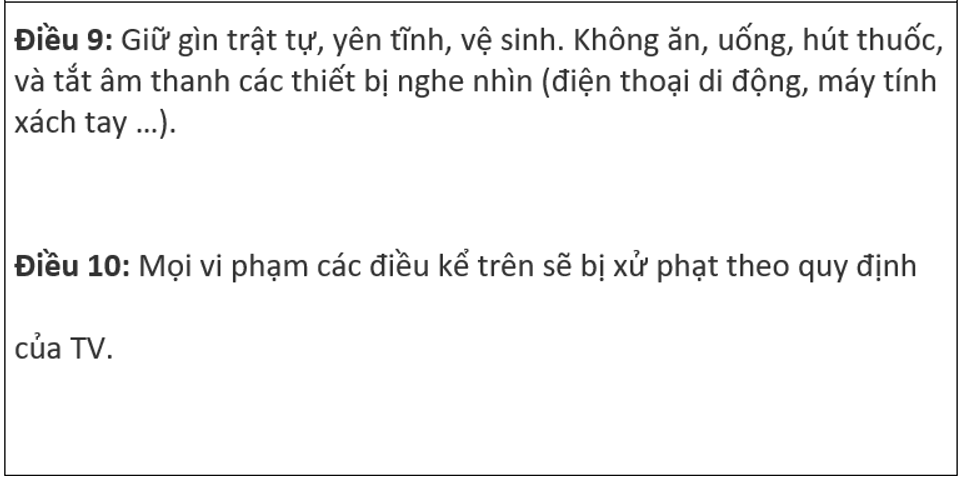 Điều 9: Giữ gìn trật tự, yên tĩnh, vệ sinh. Không ăn, uống, hút thuốc,
và tắt âm thanh các thiết bị nghe nhìn (điện thoại di động, máy tính
xách tay ...).
Điều 10: Mọi vi phạm các điều kể trên sẽ bị xử phạt theo quy định
của TV.